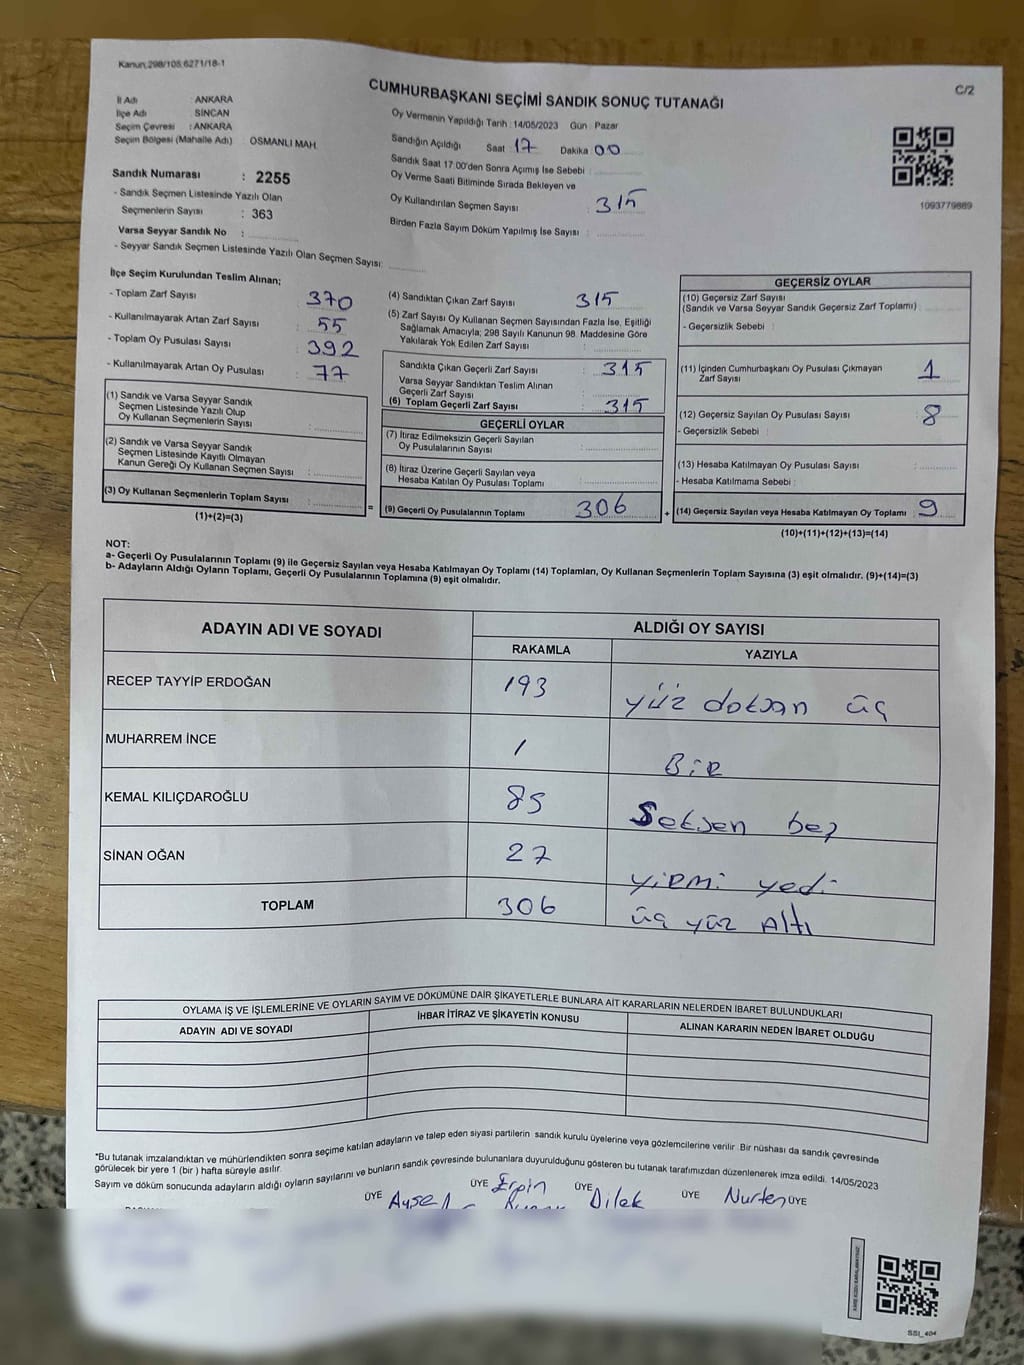 Kanun,298/105,6271/18-1
C/2
CUMHURBAŞKANI SEÇİMİ SANDIK SONUÇ TUTANAĞI
İl Adı : ANKARA
İlçe Adı : SİNCAN
Seçim Çevresi : ANKARA
Seçim Bölgesi (Mahalle Adı) : OSMANLI MAH.
Sandık Numarası : 2255
- Sandık Seçmen Listesinde Yazılı Olan
Seçmenlerin Sayısı : 363
Varsa Seyyar Sandık No :
- Seyyar Sandık Seçmen Listesinde Yazılı Olan Seçmen Sayısı:
Oy Vermenin Yapıldığı Tarih : 14/05/2023 Gün : Pazar
Sandığın Açıldığı Saat 17 Dakika 00
Sandık Saat 17:00'den Sonra Açımış İse Sebebi :
Oy Verme Saati Bitiminde Sırada Bekleyen ve
Oy Kullandırılan Seçmen Sayısı : 315
Birden Fazla Sayım Döküm Yapılmış İse Sayısı :
1093779889
İlçe Seçim Kurulundan Teslim Alınan;
- Toplam Zarf Sayısı : 370
- Kullanılmayarak Artan Zarf Sayısı : 55
- Toplam Oy Pusulası Sayısı : 392
- Kullanılmayarak Artan Oy Pusulası : 77
(1) Sandık ve Varsa Seyyar Sandık
Seçmen Listesinde Yazılı Olup
Oy Kullanan Seçmenlerin Sayısı :
(2) Sandık ve Varsa Seyyar Sandık
Seçmen Listesinde Kayıtlı Olmayan
Kanun Gereği Oy Kullanan Seçmen Sayısı :
(3) Oy Kullanan Seçmenlerin Toplam Sayısı :
(1)+(2)=(3)
(4) Sandıktan Çıkan Zarf Sayısı : 315
(5) Zarf Sayısı Oy Kullanan Seçmen Sayısından Fazla İse, Eşitliği
Sağlamak Amacıyla; 298 Sayılı Kanunun 98. Maddesine Göre
Yakılarak Yok Edilen Zarf Sayısı :
Sandıkta Çıkan Geçerli Zarf Sayısı : 315
Varsa Seyyar Sandıktan Teslim Alınan
Geçerli Zarf Sayısı :
(6) Toplam Geçerli Zarf Sayısı : 315
GEÇERLİ OYLAR
(7) İtiraz Edilmeksizin Geçerli Sayılan
Oy Pusulalarının Sayısı :
(8) İtiraz Üzerine Geçerli Sayılan veya
Hesaba Katılan Oy Pusulası Toplamı :
= (9) Geçerli Oy Pusulalarının Toplamı : 306
GEÇERSİZ OYLAR
(10) Geçersiz Zarf Sayısı
(Sandık ve Varsa Seyyar Sandık Geçersiz Zarf Toplamı) :
- Geçersizlik Sebebi :
(11) İçinden Cumhurbaşkanı Oy Pusulası Çıkmayan
Zarf Sayısı : 1
(12) Geçersiz Sayılan Oy Pusulası Sayısı : 8
- Geçersizlik Sebebi :
(13) Hesaba Katılmayan Oy Pusulası Sayısı :
- Hesaba Katılmama Sebebi :
+ (14) Geçersiz Sayılan veya Hesaba Katılmayan Oy Toplamı : 9
(10)+(11)+(12)+(13)=(14)
NOT:
a- Geçerli Oy Pusulalarının Toplamı (9) ile Geçersiz Sayılan veya Hesaba Katılmayan Oy Toplamı (14) Toplamları, Oy Kullanan Seçmenlerin Toplam Sayısına (3) eşit olmalıdır. (9)+(14)=(3)
b- Adayların Aldığı Oyların Toplamı, Geçerli Oy Pusulalarının Toplamına (9) eşit olmalıdır.
ADAYIN ADI VE SOYADI ALDIĞI OY SAYISI
RAKAMLA YAZIYLA
RECEP TAYYİP ERDOĞAN 193 yüz doksan üç
MUHARREM İNCE 1 Bir
KEMAL KILIÇDAROĞLU 85 Seksen beş
SİNAN OĞAN 27 yirmi yedi
TOPLAM 306 üç yüz Altı
OYLAMA İŞ VE İŞLEMLERİNE VE OYLARIN SAYIM VE DÖKÜMÜNE DAİR ŞİKAYETLERLE BUNLARA AİT KARARLARIN NELERDEN İBARET BULUNDUKLARI
ADAYIN ADI VE SOYADI İHBAR İTİRAZ VE ŞİKAYETİN KONUSU ALINAN KARARIN NEDEN İBARET OLDUĞU
*Bu tutanak imzalandıktan ve mühürlendikten sonra seçime katılan adayların ve talep eden siyasi partilerin sandık kurulu üyelerine veya gözlemcilerine verilir. Bir nüshası da sandık çevresinde
görülecek bir yere 1 (bir ) hafta süreyle asılır.
Sayım ve döküm sonucunda adayların aldığı oyların sayılarını ve bunların sandık çevresinde bulunanlara duyurulduğunu gösteren bu tutanak tarafımızdan düzenlenerek imza edildi. 14/05/2023
ÜYE ÜYE ÜYE ÜYE ÜYE
Ayşe Ergin Dilek Nurten
SSI_404